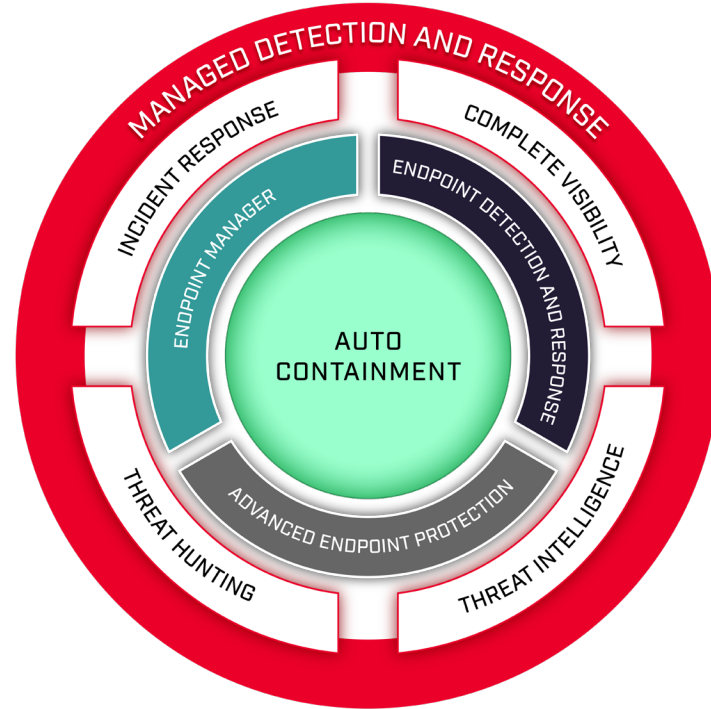 MANAGED DETECTION AND RESPONSE
INCIDENT RESPONSE
COMPLETE VISIBILITY
ENDPOINT MANAGER
ENDPOINT DETECTION AND RESPONSE
AUTO
CONTAINMENT
ADVANCED ENDPOINT PROTECTION
THREAT HUNTING
THREAT INTELLIGENCE